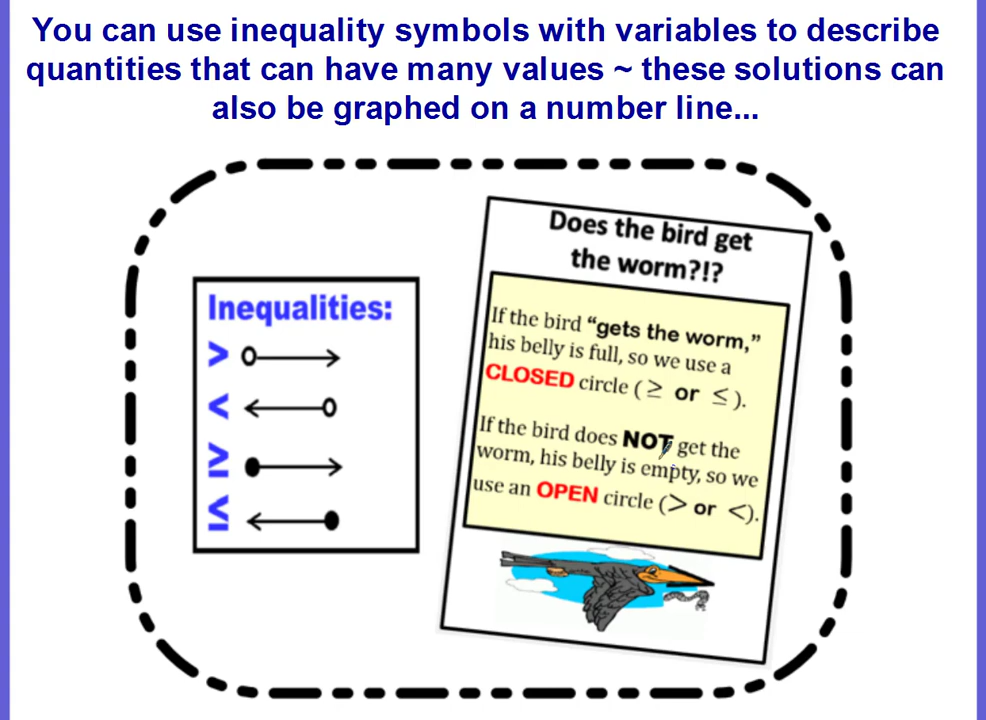 You can use inequality symbols with variables to describe
quantities that can have many values ~ these solutions can
also be graphed on a number line...
Inequalities:
>
<
≥
≤
Does the bird get
the worm?!?
If the bird “gets the worm,”
his belly is full, so we use a
CLOSED circle (≥ or ≤).
If the bird does NOT get the
worm, his belly is empty, so we
use an OPEN circle (> or <).